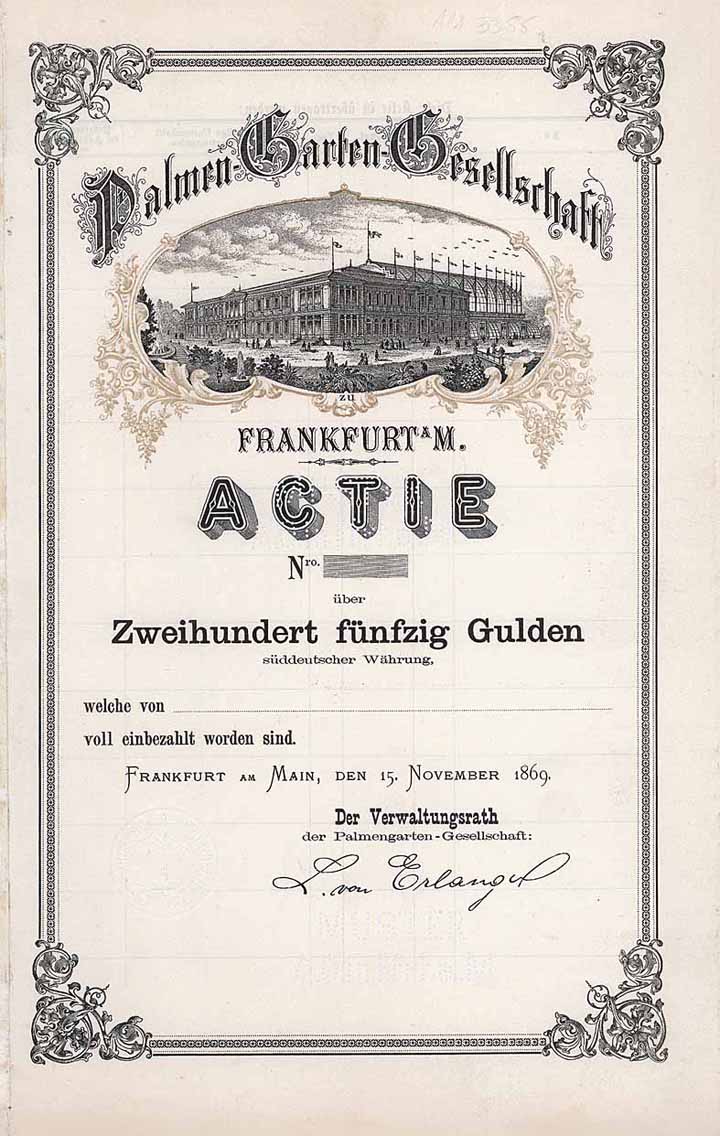 Palmen-Garten-Gesellschaft
zu
FRANKFURT A M.
ACTIE
Nro.
über
Zweihundert fünfzig Gulden
süddeutscher Währung,
welche von
voll einbezahlt worden sind.
FRANKFURT AM MAIN, DEN 15. NOVEMBER 1869.
Der Verwaltungsrath
der Palmengarten-Gesellschaft:
L. von Erlanger